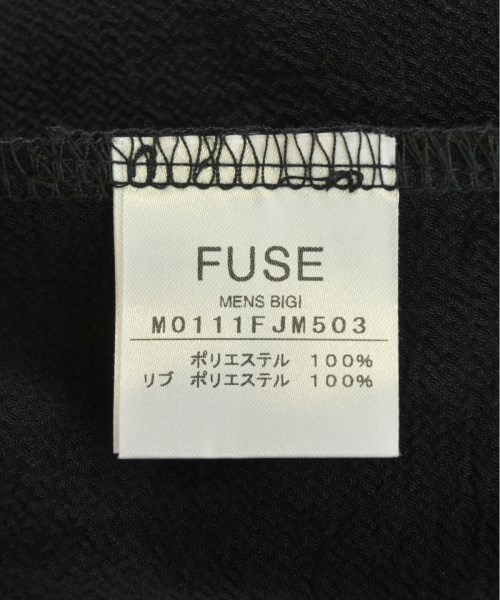 FUSE
MENS BIGI
M0111FJM503
ポリエステル 100%
リブ ポリエステル 100%